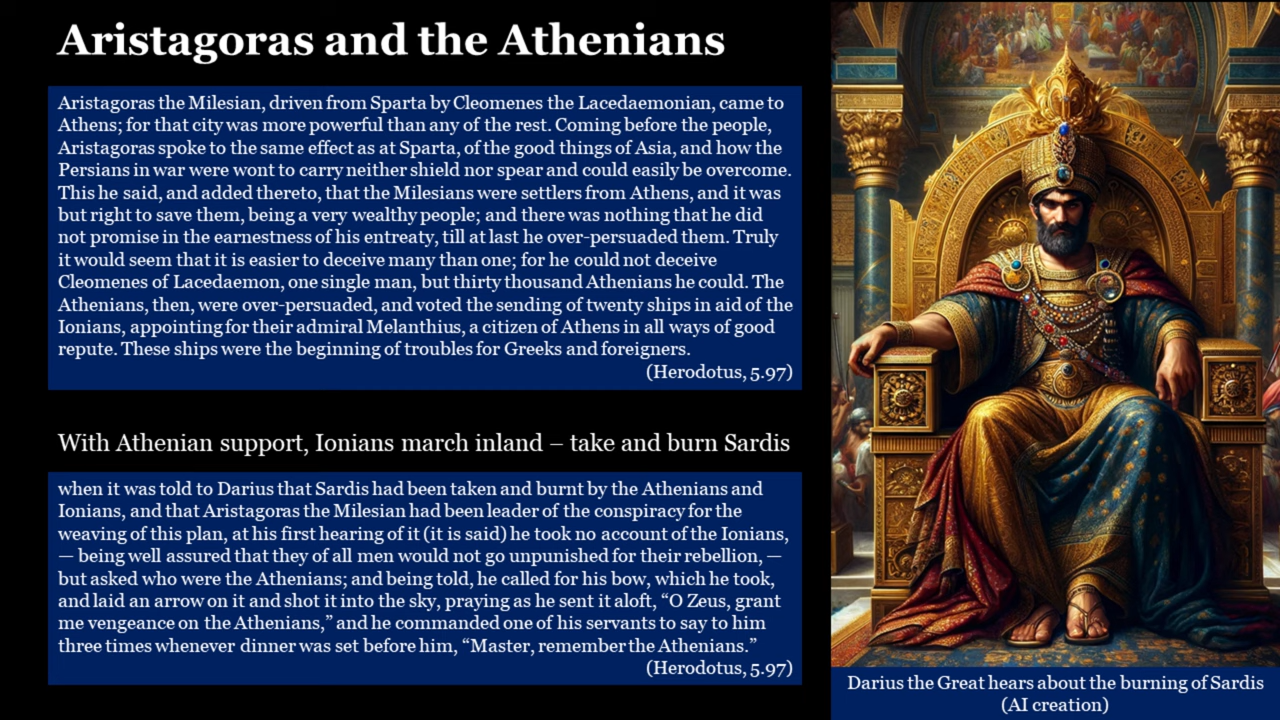 Aristagoras and the Athenians
Aristagoras the Milesian, driven from Sparta by Cleomenes the Lacedaemonian, came to
Athens; for that city was more powerful than any of the rest. Coming before the people,
Aristagoras spoke to the same effect as at Sparta, of the good things of Asia, and how the
Persians in war were wont to carry neither shield nor spear and could easily be overcome.
This he said, and added thereto, that the Milesians were settlers from Athens, and it was
but right to save them, being a very wealthy people; and there was nothing that he did
not promise in the earnestness of his entreaty, till at last he over-persuaded them. Truly
it would seem that it is easier to deceive many than one; for he could not deceive
Cleomenes of Lacedaemon, one single man, but thirty thousand Athenians he could. The
Athenians, then, were over-persuaded, and voted the sending of twenty ships in aid of the
Ionians, appointing for their admiral Melanthius, a citizen of Athens in all ways of good
repute. These ships were the beginning of troubles for Greeks and foreigners.
(Herodotus, 5.97)
With Athenian support, Ionians march inland – take and burn Sardis
when it was told to Darius that Sardis had been taken and burnt by the Athenians and
Ionians, and that Aristagoras the Milesian had been leader of the conspiracy for the
weaving of this plan, at his first hearing of it (it is said) he took no account of the Ionians,
— being well assured that they of all men would not go unpunished for their rebellion, —
but asked who were the Athenians; and being told, he called for his bow, which he took,
and laid an arrow on it and shot it into the sky, praying as he sent it aloft, “O Zeus, grant
me vengeance on the Athenians,” and he commanded one of his servants to say to him
three times whenever dinner was set before him, “Master, remember the Athenians.”
(Herodotus, 5.97)
Darius the Great hears about the burning of Sardis
(AI creation)